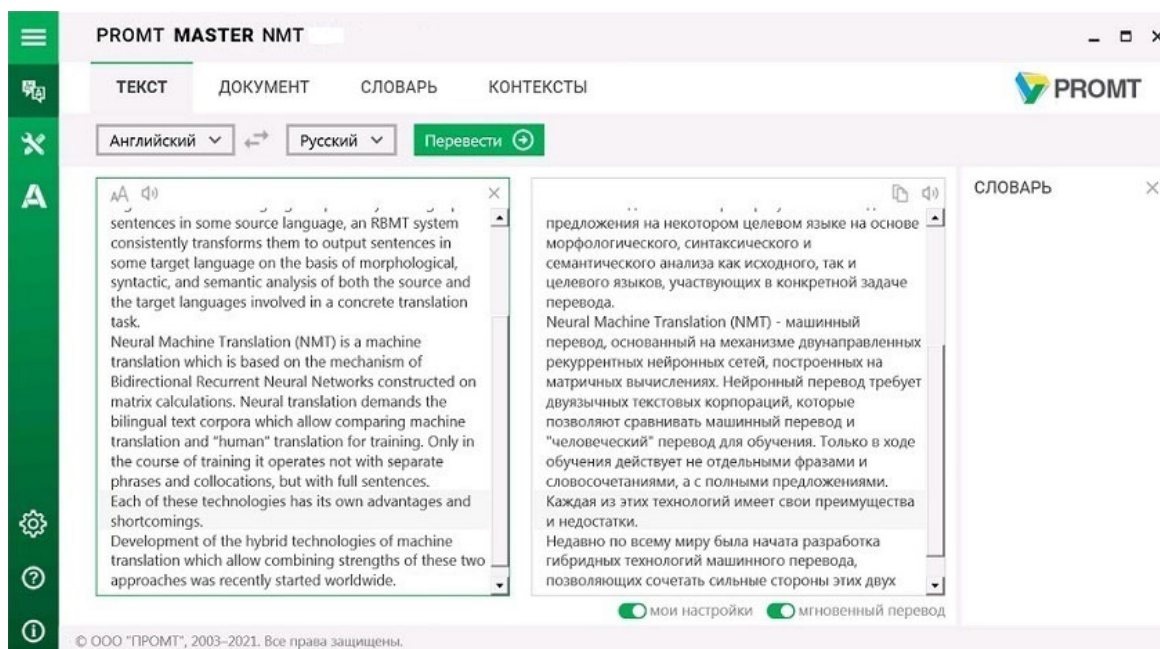 PROMT MASTER NMT
ТЕКСТ ДОКУМЕНТ СЛОВАРЬ КОНТЕКСТЫ
PROMT
Английский Русский Перевести
sentences in some source language, an RBMT system
consistently transforms them to output sentences in
some target language on the basis of morphological,
syntactic, and semantic analysis of both the source and
the target languages involved in a concrete translation
task.
Neural Machine Translation (NMT) is a machine
translation which is based on the mechanism of
Bidirectional Recurrent Neural Networks constructed on
matrix calculations. Neural translation demands the
bilingual text corpora which allow comparing machine
translation and “human” translation for training. Only in
the course of training it operates not with separate
phrases and collocations, but with full sentences.
Each of these technologies has its own advantages and
shortcomings.
Development of the hybrid technologies of machine
translation which allow combining strengths of these two
approaches was recently started worldwide.
предложения на некотором целевом языке на основе
морфологического, синтаксического и
семантического анализа как исходного, так и
целевого языков, участвующих в конкретной задаче
перевода.
Neural Machine Translation (NMT) - машинный
перевод, основанный на механизме двунаправленных
рекуррентных нейронных сетей, построенных на
матричных вычислениях. Нейронный перевод требует
двуязычных текстовых корпораций, которые
позволяют сравнивать машинный перевод и
"человеческий" перевод для обучения. Только в ходе
обучения действует не отдельными фразами и
словосочетаниями, а с полными предложениями.
Каждая из этих технологий имеет свои преимущества
и недостатки.
Недавно по всему миру была начата разработка
гибридных технологий машинного перевода,
позволяющих сочетать сильные стороны этих двух
СЛОВАРЬ
мои настройки мгновенный перевод
© ООО "ПРОМТ", 2003–2021. Все права защищены.